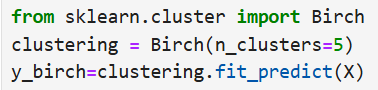 from sklearn.cluster import Birch
clustering = Birch(n_clusters=5)
y_birch=clustering.fit_predict(X)